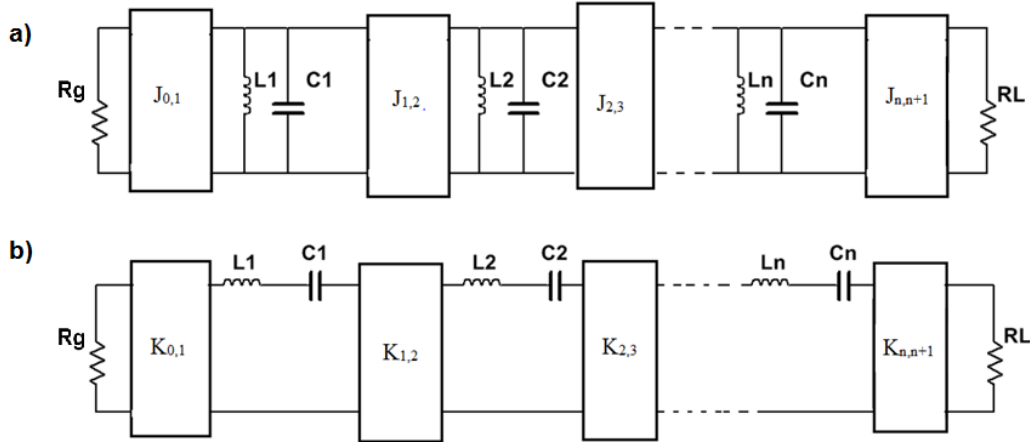 a)
Rg
J0,1
L1
C1
J1,2.
L2
C2
J2,3
Ln
Cn
Jn,n+1
RL
b)
Rg
K0,1
L1
C1
K1,2
L2
C2
K2,3
Ln
Cn
Kn,n+1
RL